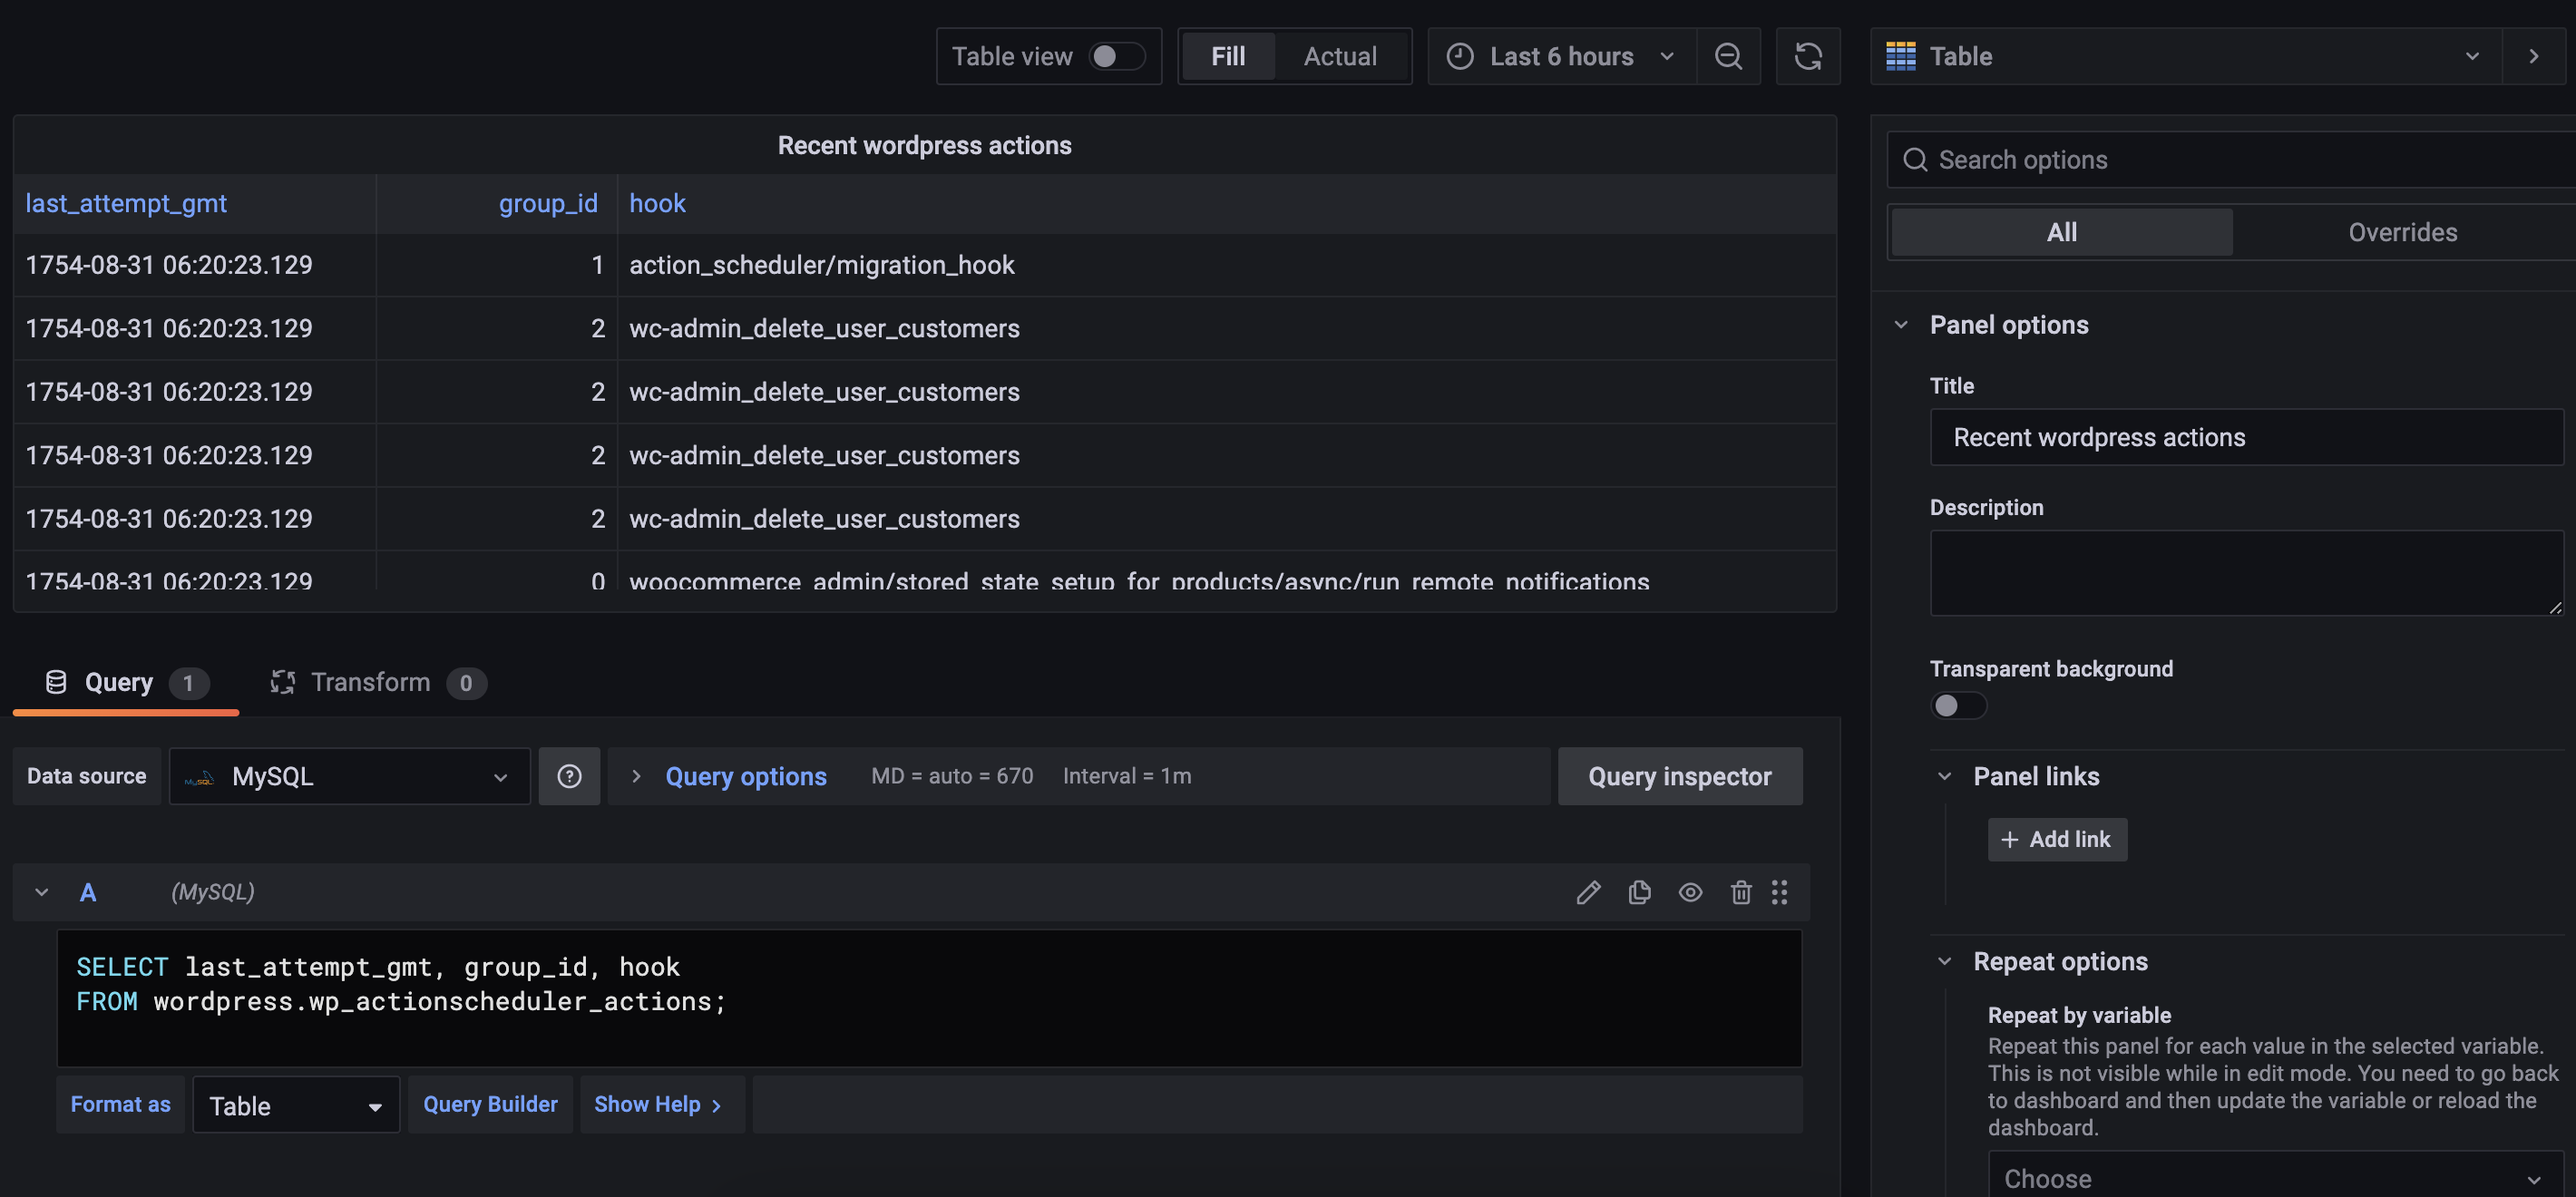 Table view Fill Actual Last 6 hours Table
Recent wordpress actions
last_attempt_gmt group_id hook
1754-08-31 06:20:23.129 1 action_scheduler/migration_hook
1754-08-31 06:20:23.129 2 wc-admin_delete_user_customers
1754-08-31 06:20:23.129 2 wc-admin_delete_user_customers
1754-08-31 06:20:23.129 2 wc-admin_delete_user_customers
1754-08-31 06:20:23.129 2 wc-admin_delete_user_customers
1754-08-31 06:20:23.129 0 woocommerce_admin/stored_state_setup_for_products/async/run_remote_notifications
Query 1 Transform 0
Data source MySQL MySQL Query options MD = auto = 670 Interval = 1m Query inspector
A (MySQL)
SELECT last_attempt_gmt, group_id, hook
FROM wordpress.wp_actionscheduler_actions;
Format as Table Query Builder Show Help
Search options
All Overrides
Panel options
Title
Recent wordpress actions
Description
Transparent background
Panel links
+ Add link
Repeat options
Repeat by variable
Repeat this panel for each value in the selected variable.
This is not visible while in edit mode. You need to go back
to dashboard and then update the variable or reload the
dashboard.
Choose